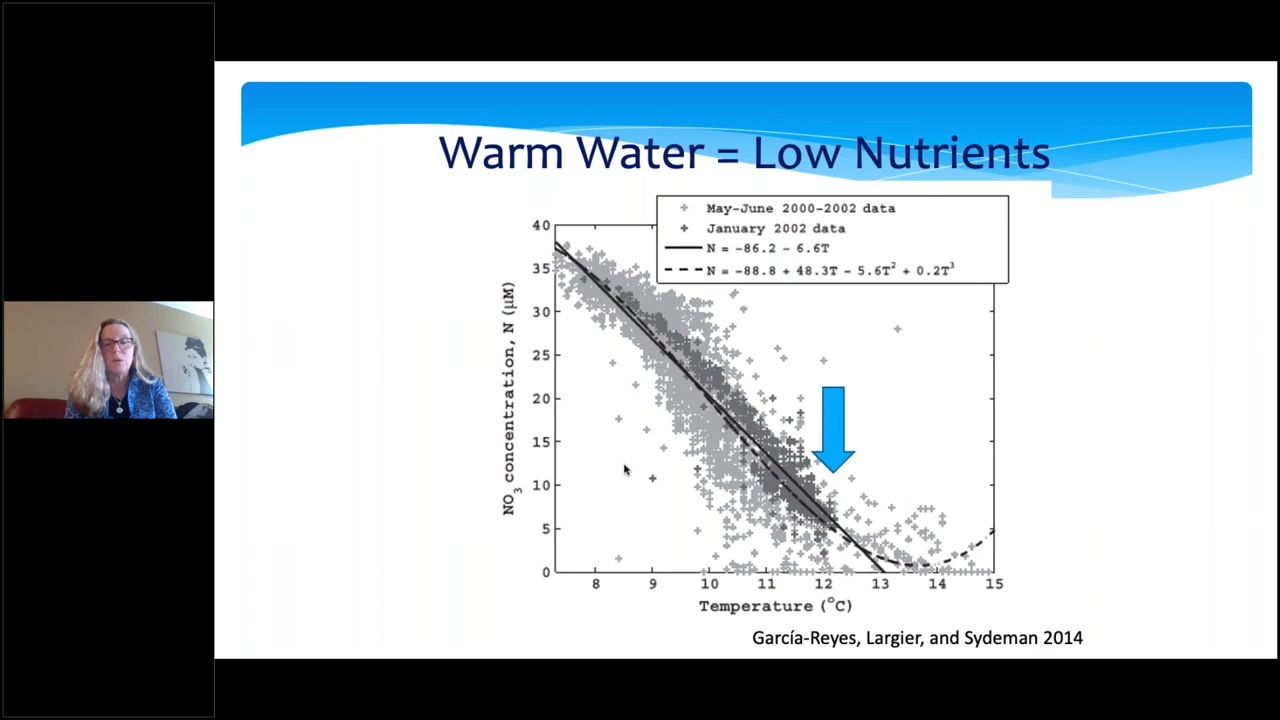 Warm Water = Low Nutrients
May-June 2000-2002 data
January 2002 data
N = -86.2 - 6.6T
N = -88.8 + 48.3T - 5.6T² + 0.2T³
40
35
30
25
20
15
10
5
0
NO₃ concentration, N (μM)
8 9 10 11 12 13 14 15
Temperature (°C)
García-Reyes, Largier, and Sydeman 2014